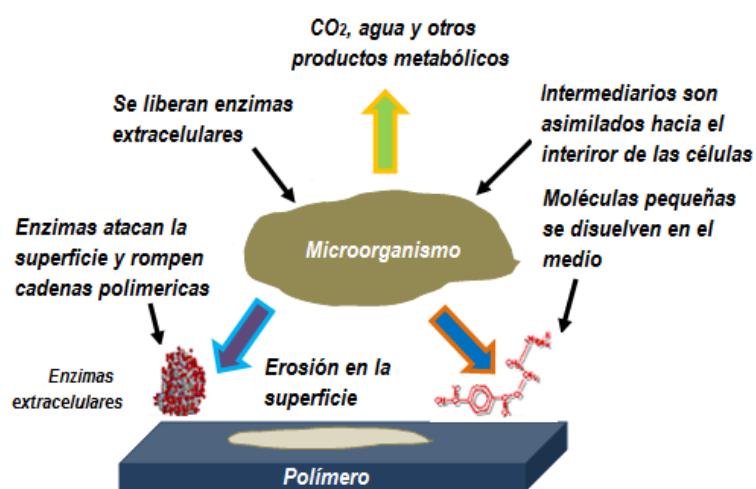 CO2, agua y otros
productos metabólicos
Se liberan enzimas
extracelulares
Intermediarios son
asimilados hacia el
interiror de las células
Moléculas pequeñas
se disuelven en el
medio
Enzimas atacan la
superficie y rompen
cadenas polimericas
Microorganismo
Enzimas
extracelulares
Erosión en la
superficie
Polímero